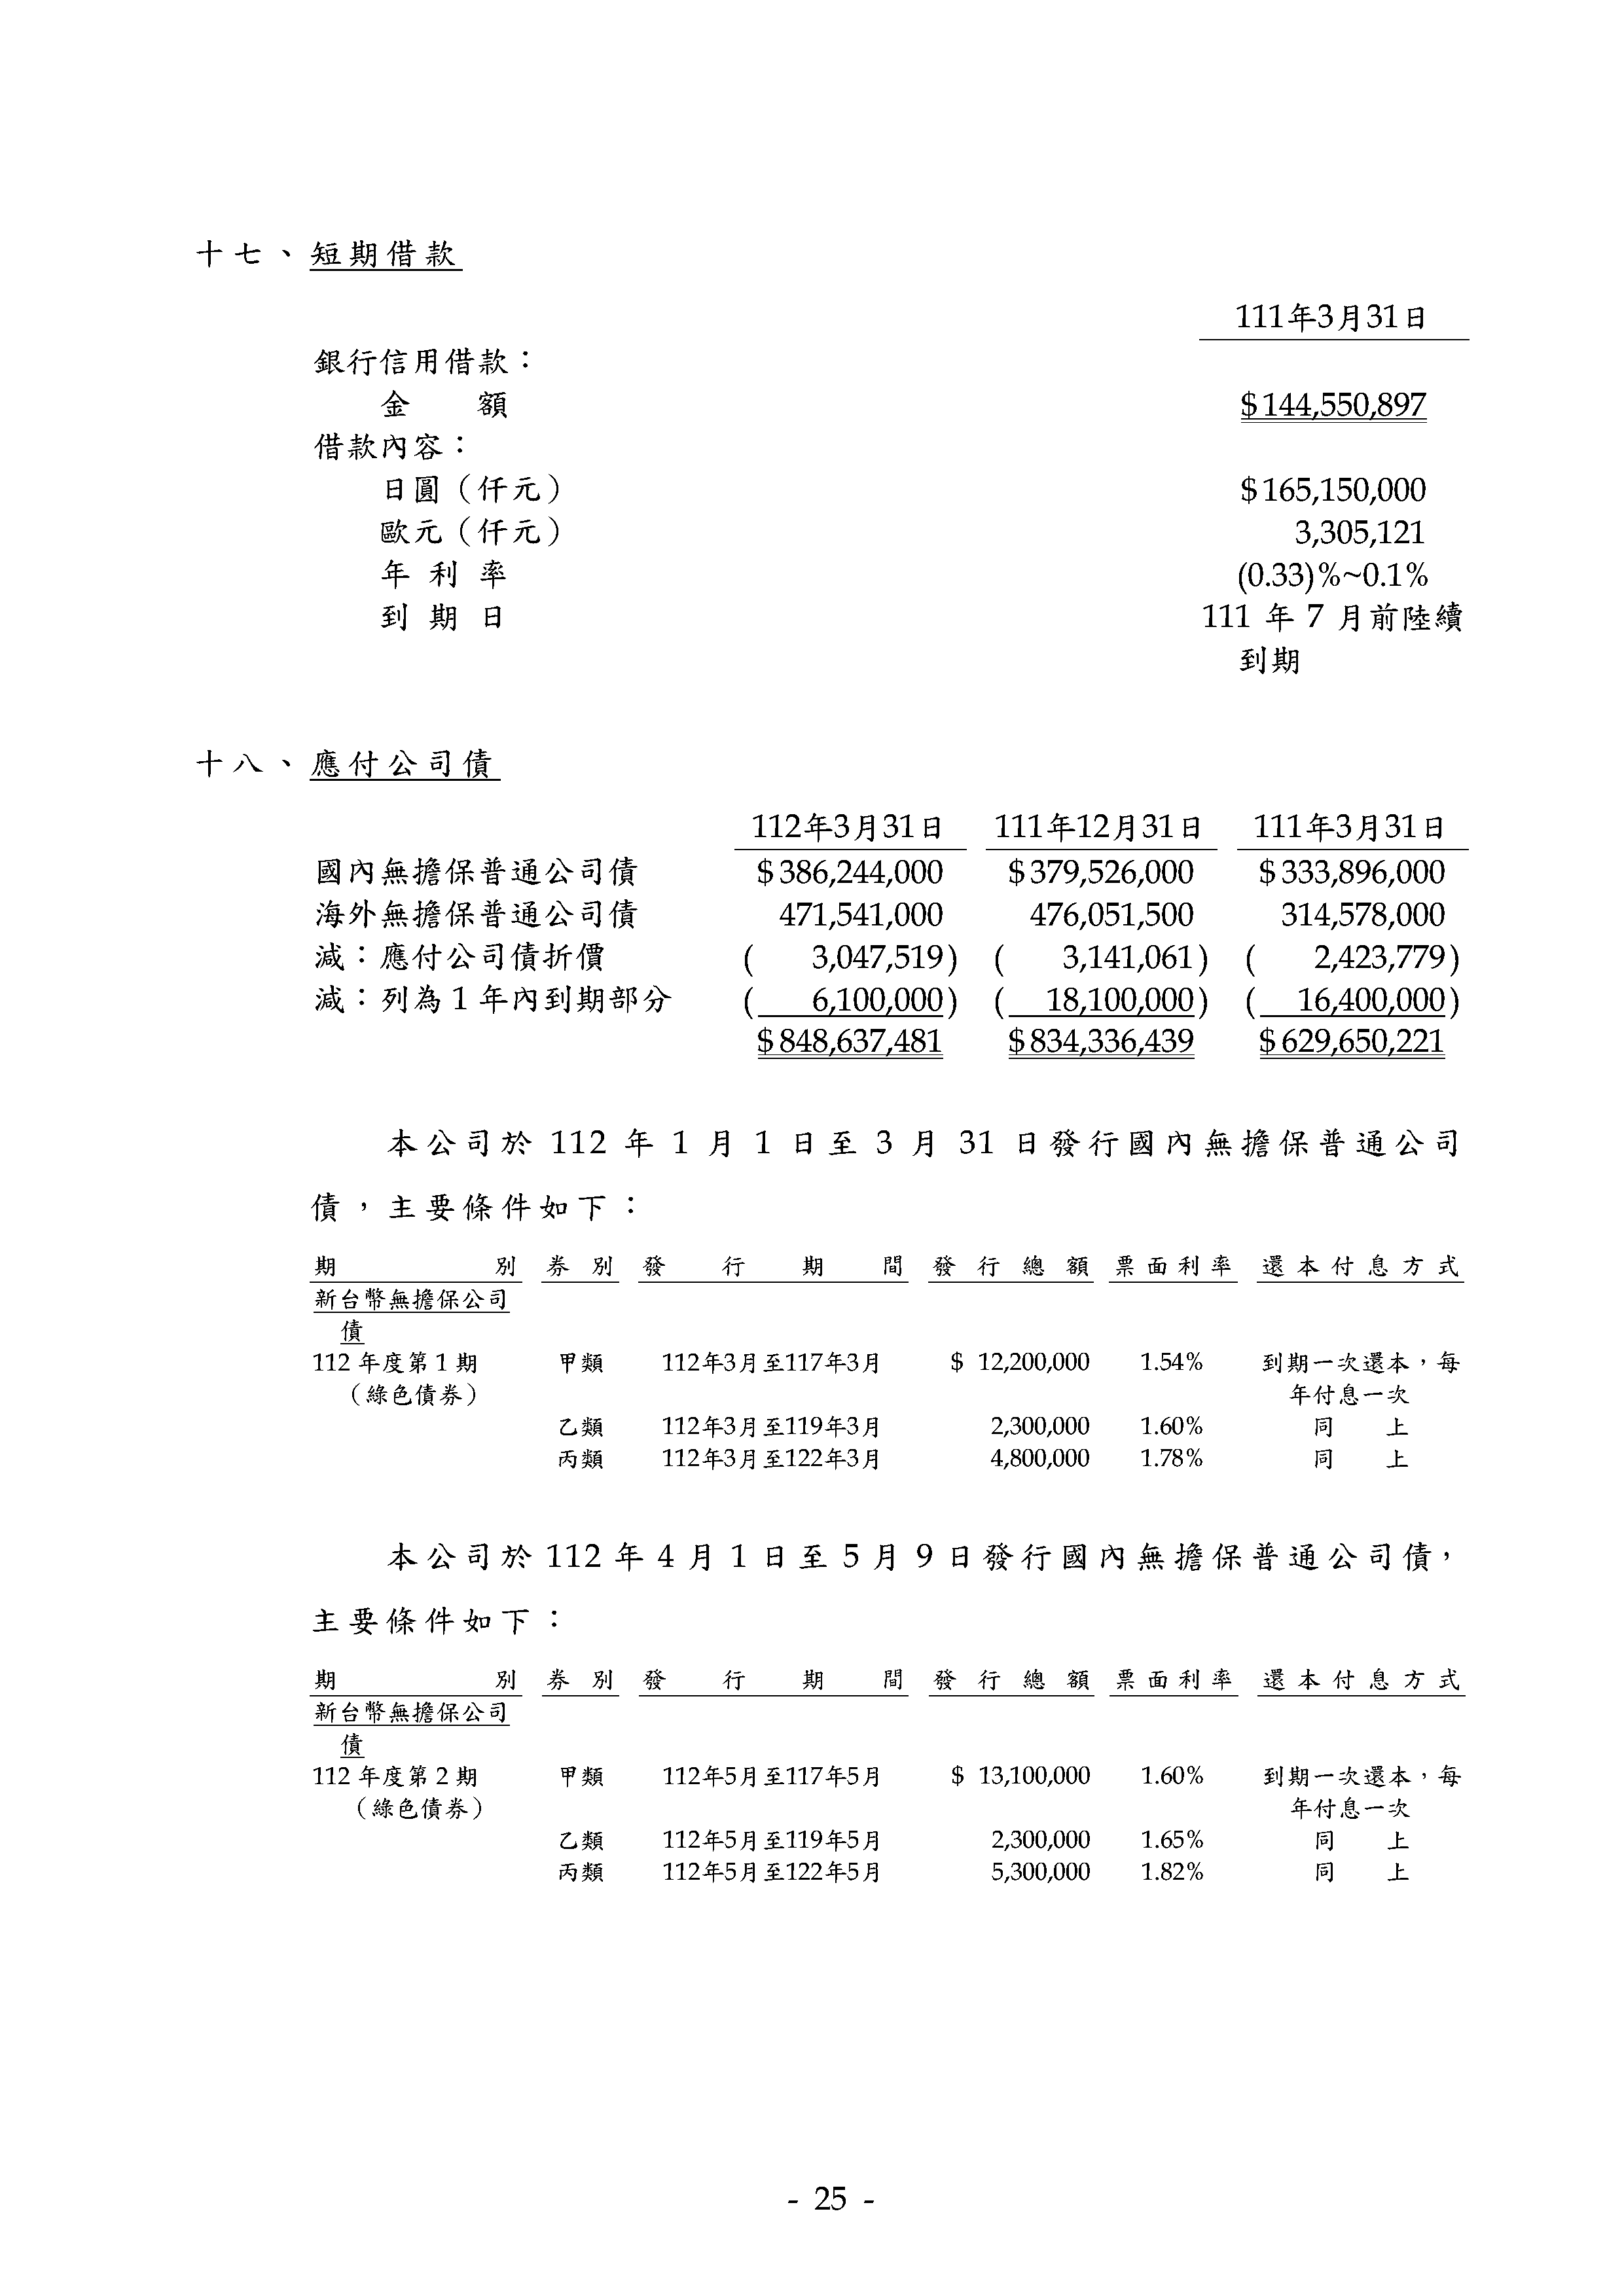 十七、短期借款
111年3月31日
銀行信用借款：
金　　額　$144,550,897
借款內容：
日圓（仟元）　$165,150,000
歐元（仟元）　3,305,121
年 利 率　(0.33)%~0.1%
到 期 日　111 年 7 月前陸續
到期
十八、應付公司債
112年3月31日　111年12月31日　111年3月31日
國內無擔保普通公司債　$386,244,000　$379,526,000　$333,896,000
海外無擔保普通公司債　471,541,000　476,051,500　314,578,000
減：應付公司債折價　(3,047,519)　(3,141,061)　(2,423,779)
減：列為 1 年內到期部分　(6,100,000)　(18,100,000)　(16,400,000)
$848,637,481　$834,336,439　$629,650,221
本公司於 112 年 1 月 1 日至 3 月 31 日發行國內無擔保普通公司
債，主要條件如下：
期別　券別　發行期間　發行總額　票面利率　還本付息方式
新台幣無擔保公司
債
112 年度第 1 期　甲類　112年3月至117年3月　$ 12,200,000　1.54%　到期一次還本，每
（綠色債券）　年付息一次
乙類　112年3月至119年3月　2,300,000　1.60%　同　上
丙類　112年3月至122年3月　4,800,000　1.78%　同　上
本公司於 112 年 4 月 1 日至 5 月 9 日發行國內無擔保普通公司債，
主要條件如下：
期別　券別　發行期間　發行總額　票面利率　還本付息方式
新台幣無擔保公司
債
112 年度第 2 期　甲類　112年5月至117年5月　$ 13,100,000　1.60%　到期一次還本，每
（綠色債券）　年付息一次
乙類　112年5月至119年5月　2,300,000　1.65%　同　上
丙類　112年5月至122年5月　5,300,000　1.82%　同　上
- 25 -